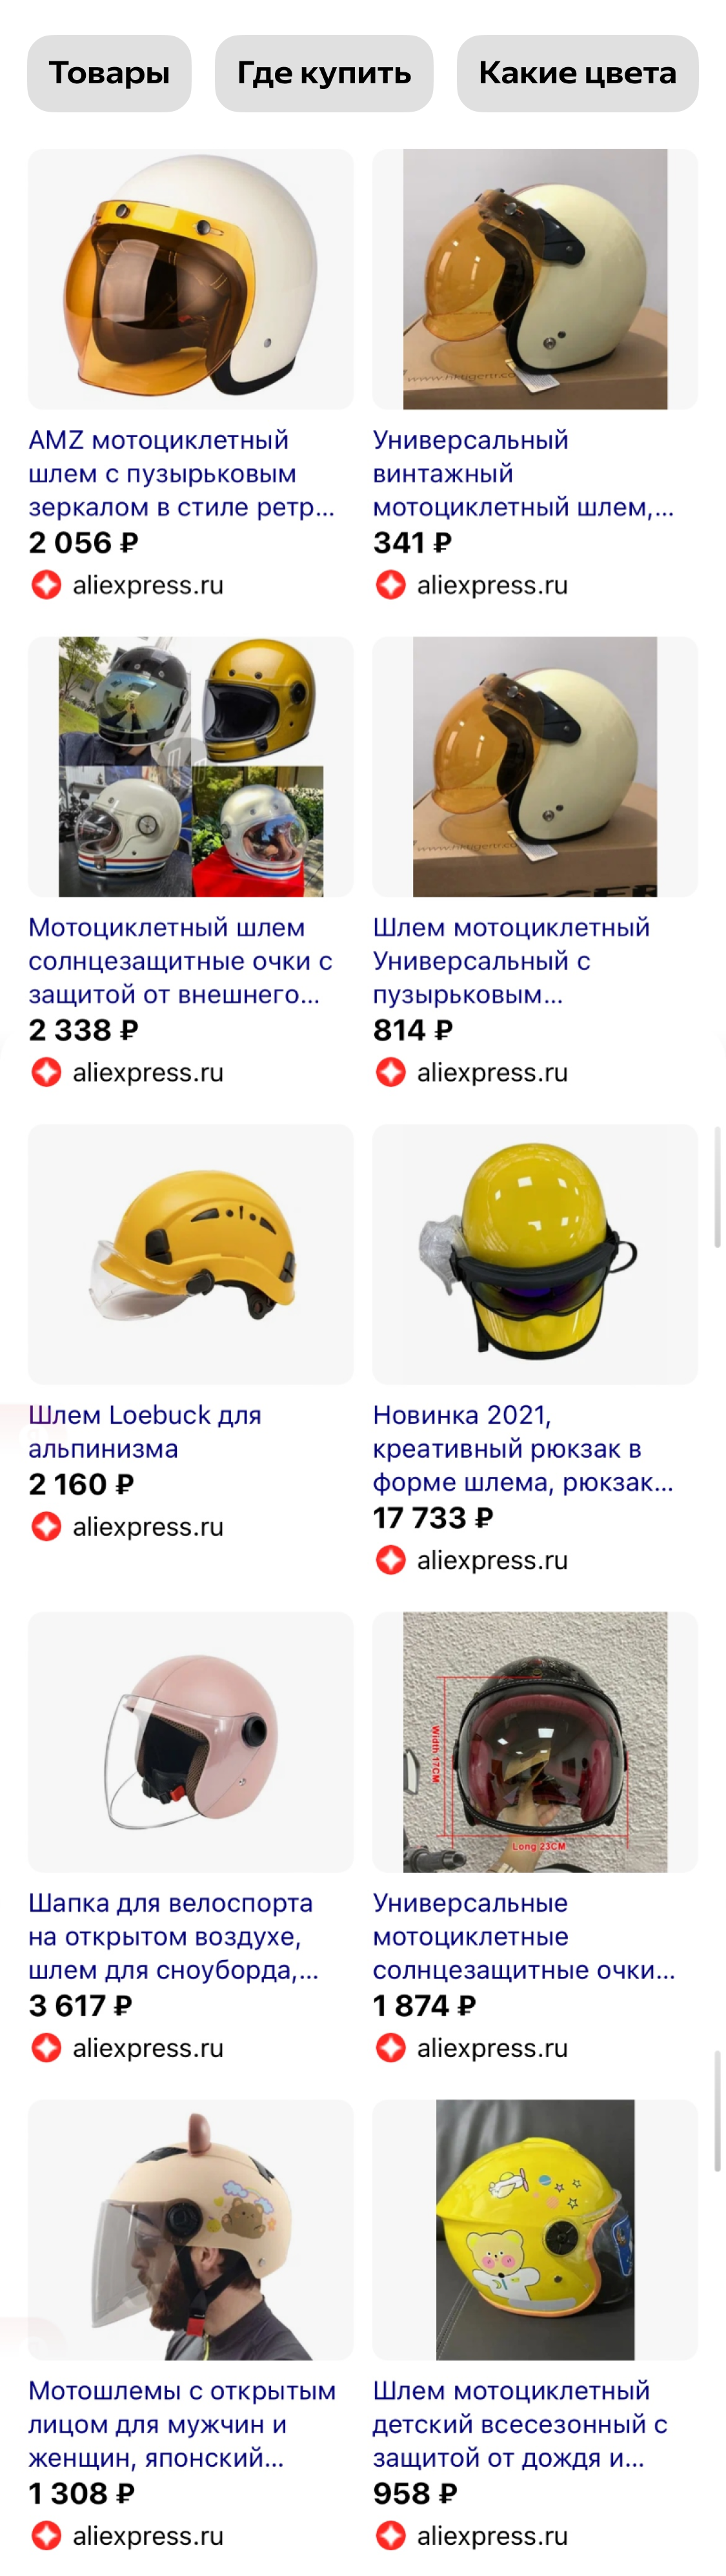 Товары
Где купить
Какие цвета
www.hktigertr.co
AMZ мотоциклетный
шлем с пузырьковым
зеркалом в стиле ретр...
2 056 ₽
aliexpress.ru
Универсальный
винтажный
мотоциклетный шлем,...
341 ₽
aliexpress.ru
Мотоциклетный шлем
солнцезащитные очки с
защитой от внешнего...
2 338 ₽
aliexpress.ru
Шлем мотоциклетный
Универсальный с
пузырьковым...
814 ₽
aliexpress.ru
Шлем Loebuck для
альпинизма
2 160 ₽
aliexpress.ru
Новинка 2021,
креативный рюкзак в
форме шлема, рюкзак...
17 733 ₽
aliexpress.ru
Width 17CM
Long 23CM
Шапка для велоспорта
на открытом воздухе,
шлем для сноуборда,...
3 617 ₽
aliexpress.ru
Универсальные
мотоциклетные
солнцезащитные очки...
1 874 ₽
aliexpress.ru
Мотошлемы с открытым
лицом для мужчин и
женщин, японский...
1 308 ₽
aliexpress.ru
Шлем мотоциклетный
детский всесезонный с
защитой от дождя и...
958 ₽
aliexpress.ru